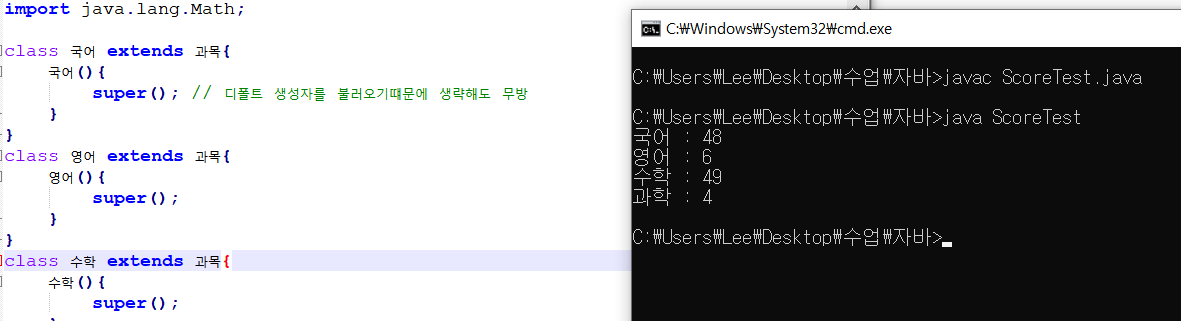 import java.lang.Math;
class 국어 extends 과목{
국어(){
super(); // 디폴트 생성자를 불러오기때문에 생략해도 무방
}
}
class 영어 extends 과목{
영어(){
super();
}
}
class 수학 extends 과목{
수학(){
super();
C:\Windows\System32\cmd.exe
C:\Users\Lee\Desktop\수업\자바>javac ScoreTest.java
C:\Users\Lee\Desktop\수업\자바>java ScoreTest
국어 : 48
영어 : 6
수학 : 49
과학 : 4
C:\Users\Lee\Desktop\수업\자바>